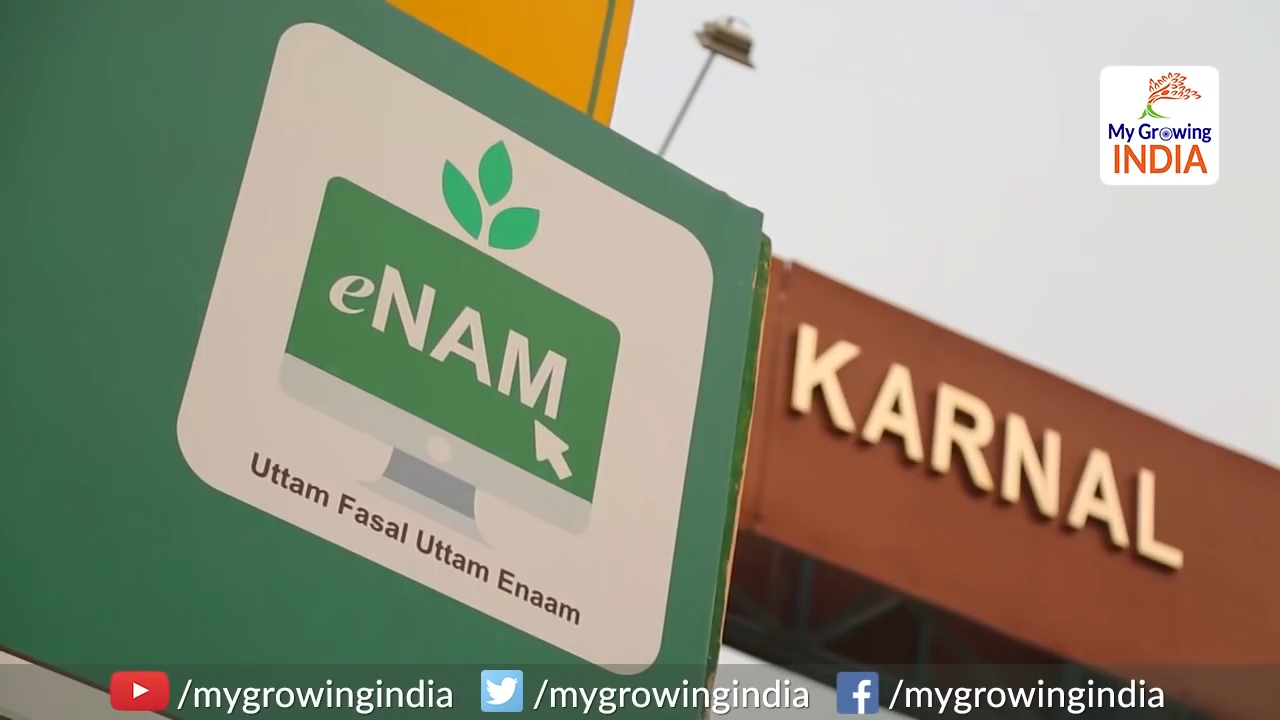 My Growing
INDIA
eNAM
Uttam Fasal Uttam Enaam
KARNAL
/mygrowingindia
/mygrowingindia
/mygrowingindia